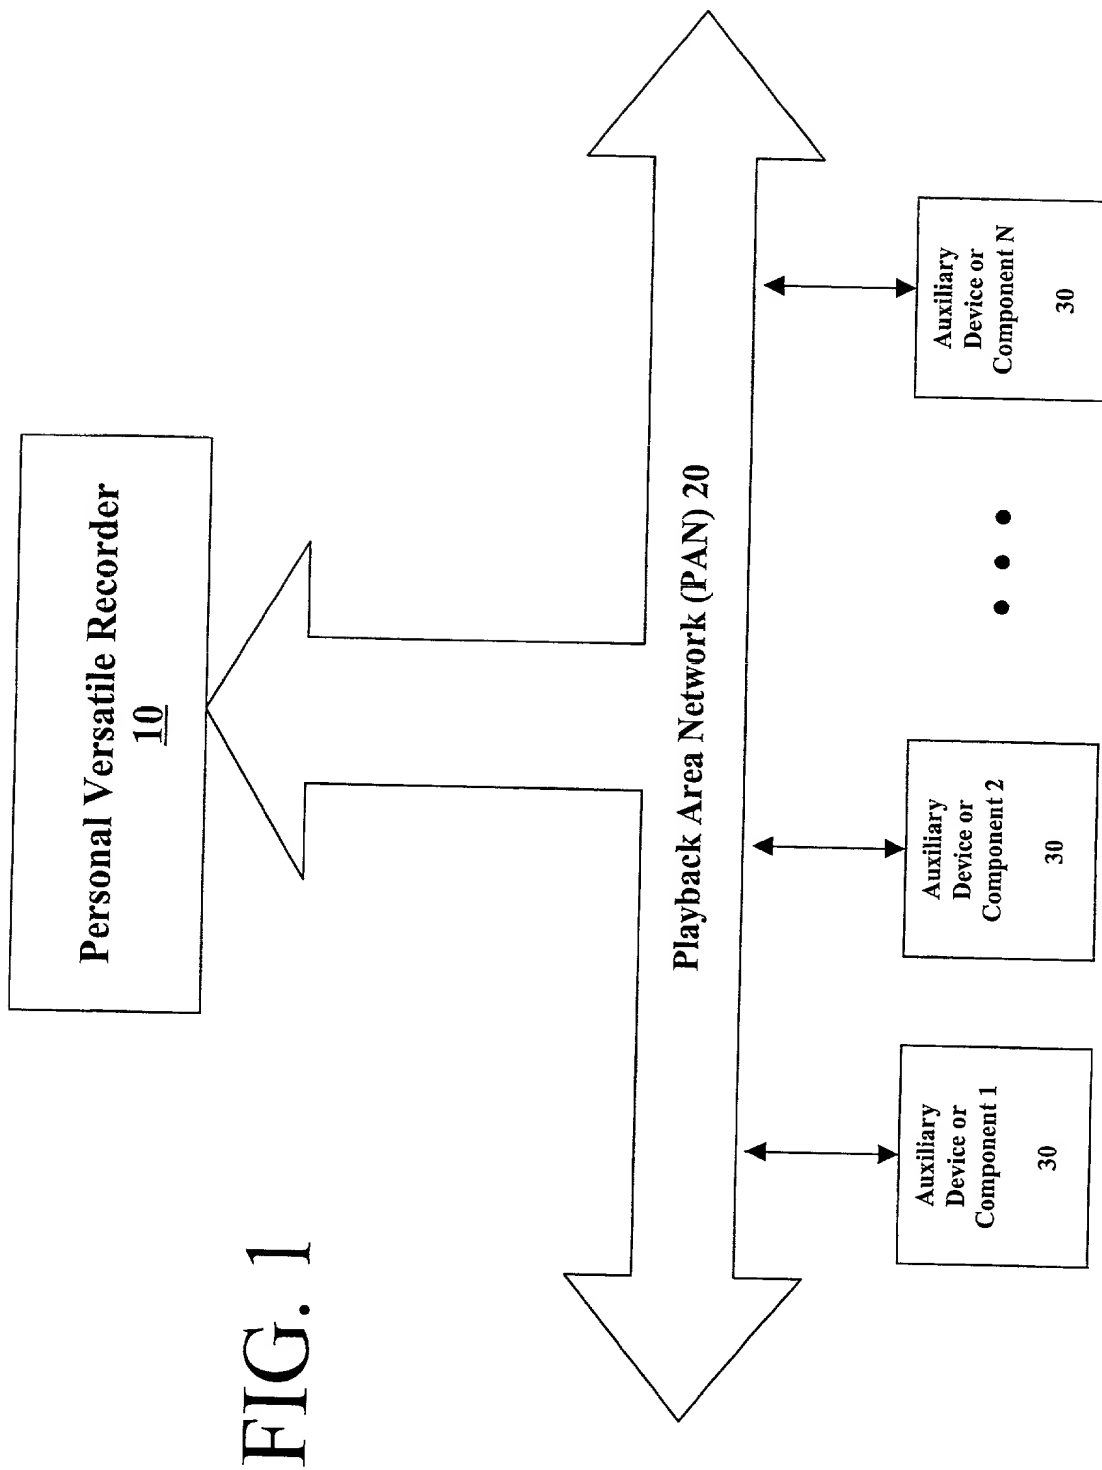 FIG. 1
Personal Versatile Recorder
10
Playback Area Network (PAN) 20
Auxiliary
Device or
Component 1
30
Auxiliary
Device or
Component 2
30
Auxiliary
Device or
Component N
30